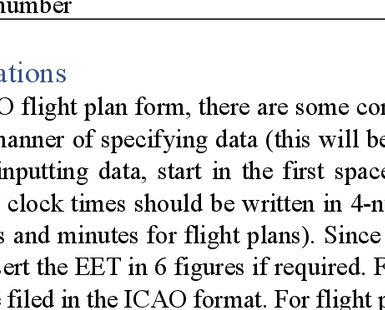 number
ations
O flight plan form, there are some co
manner of specifying data (this will be
inputting data, start in the first spac
clock times should be written in 4-n
s and minutes for flight plans). Since
sert the EET in 6 figures if required. F
e filed in the ICAO format. For flight p